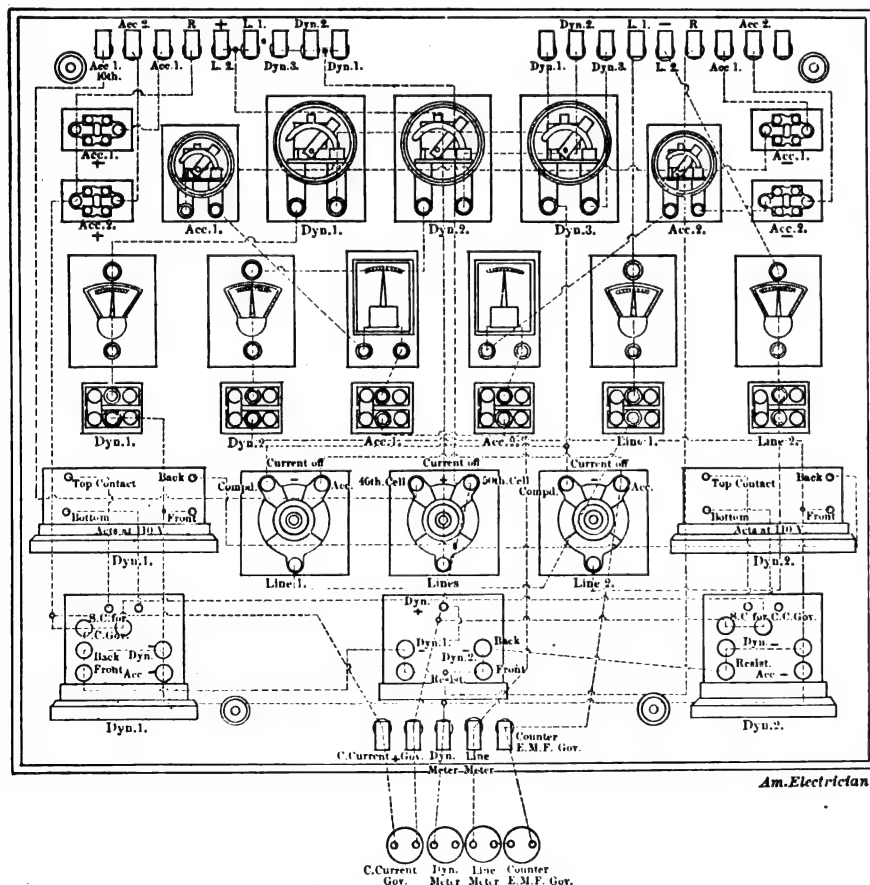 Acc 2. R + L. 1. Dyn.2.
Acc 1. Acc.1. L. 2. Dyn.3. Dyn.1.
10th.
Dyn.2. L.1. − R Acc 2.
Dyn.1. Dyn.3. L. 2. Acc 1.
Acc.1. +
Acc.2. +
Acc.1. Dyn.1. Dyn.2. Dyn.3. Acc.2.
Acc.1. −
Acc.2. −
Dyn.1. Dyn.2 Acc.1. Acc.2. Line 1. Line 2.
Current off Current off Current off
Compd. − Acc. 46th.Cell + 50th.Cell Compd. − Acc.
Top Contact Back
Bottom Front
Acts at 110 V.
Dyn.1.
Line 1. Lines Line 2.
Top Contact Back
Bottom Front
Acts at 110 V.
Dyn.2.
S.C. for
C.C.Gov.
Back Dyn. −
Front Acc −
Dyn.1.
Dyn. +
Dyn.1. − Back
Dyn.2. −
Resist. Front
S.C for C.C.Gov.
Dyn. −
Resist. Acc −
Dyn.2.
C.Current + Gov. Dyn. Line Counter
Meter Meter E.M.F. Gov.
Am.Electrician
C.Current Dyn. Line Counter
Gov. Meter Meter E.M.F. Gov.